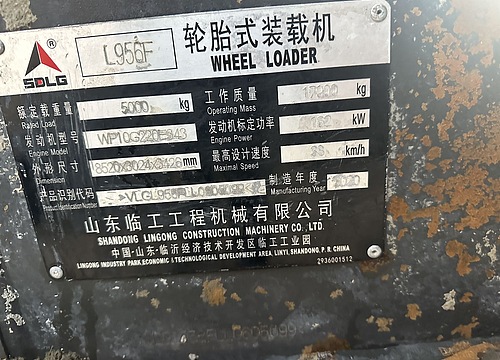 SDLG ®
L956F
轮胎式装载机
WHEEL LOADER
额定载重量 5000 kg
Rated Load
工作质量 kg
Operating Mass
发动机型号
Engine Model
发动机标定功率 kW
Engine Power
外形尺寸 mm
Dimension
最高设计速度 km/h
Maximal Speed
产品识别代码
Product Identification Number
制造年度 2020
Manufacturing Year
山东临工工程机械有限公司
SHANDONG LINGONG CONSTRUCTION MACHINERY CO., LTD.
中国·山东·临沂经济技术开发区临工工业园
LINGONG INDUSTRY PARK,ECONOMIC & TECHNOLOGICAL DEVELOPMENT AREA, LINYI, SHANDONG, P. R. CHINA
2936001512